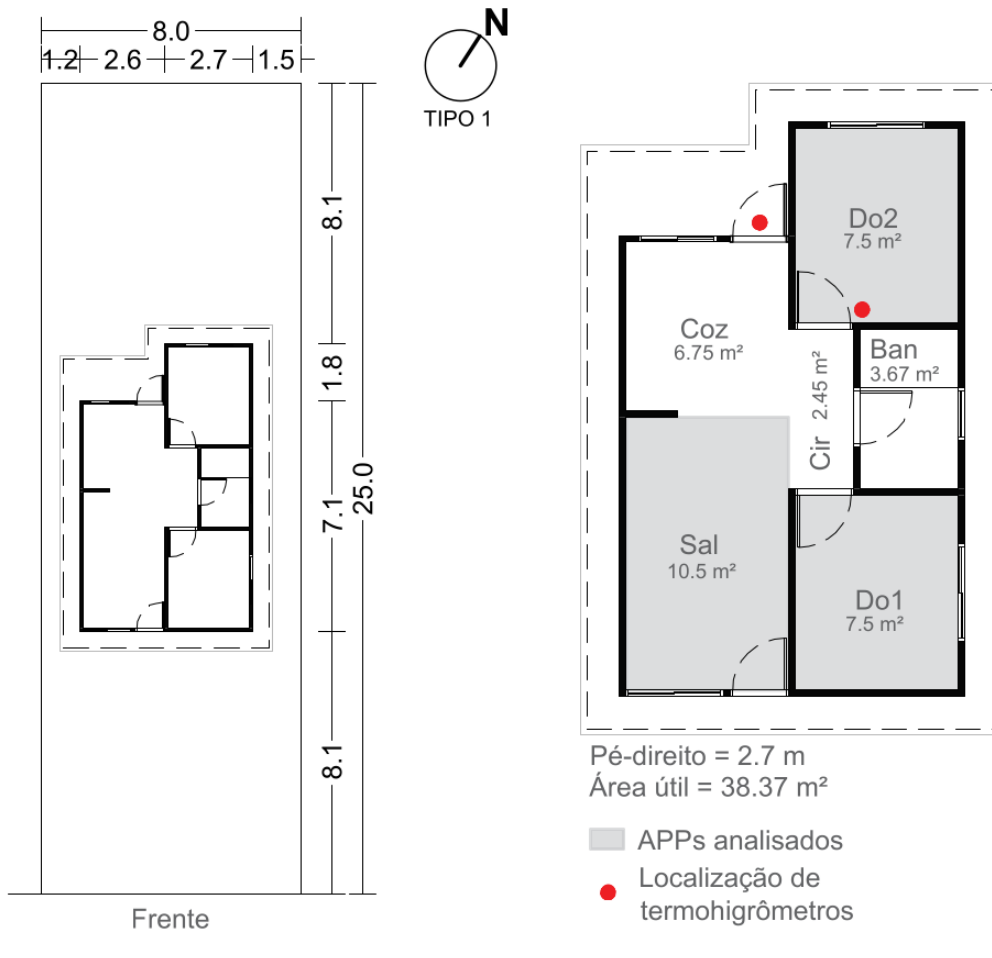 8.0
1.2 2.6 2.7 1.5
8.1
1.8
7.1
25.0
8.1
Frente
N
TIPO 1
Do2
7.5 m²
Coz
6.75 m²
Cir 2.45 m²
Ban
3.67 m²
Sal
10.5 m²
Do1
7.5 m²
Pé-direito = 2.7 m
Área útil = 38.37 m²
APPs analisados
Localização de
termohigrômetros